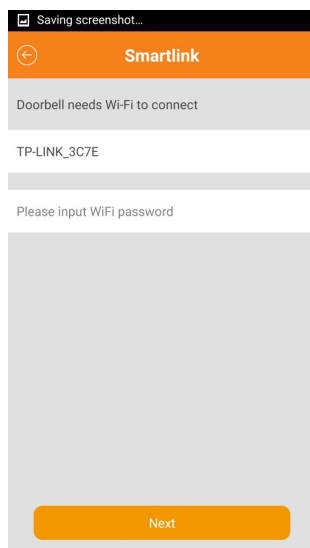 Saving screenshot...
Smartlink
Doorbell needs Wi-Fi to connect
TP-LINK_3C7E
Please input WiFi password
Next